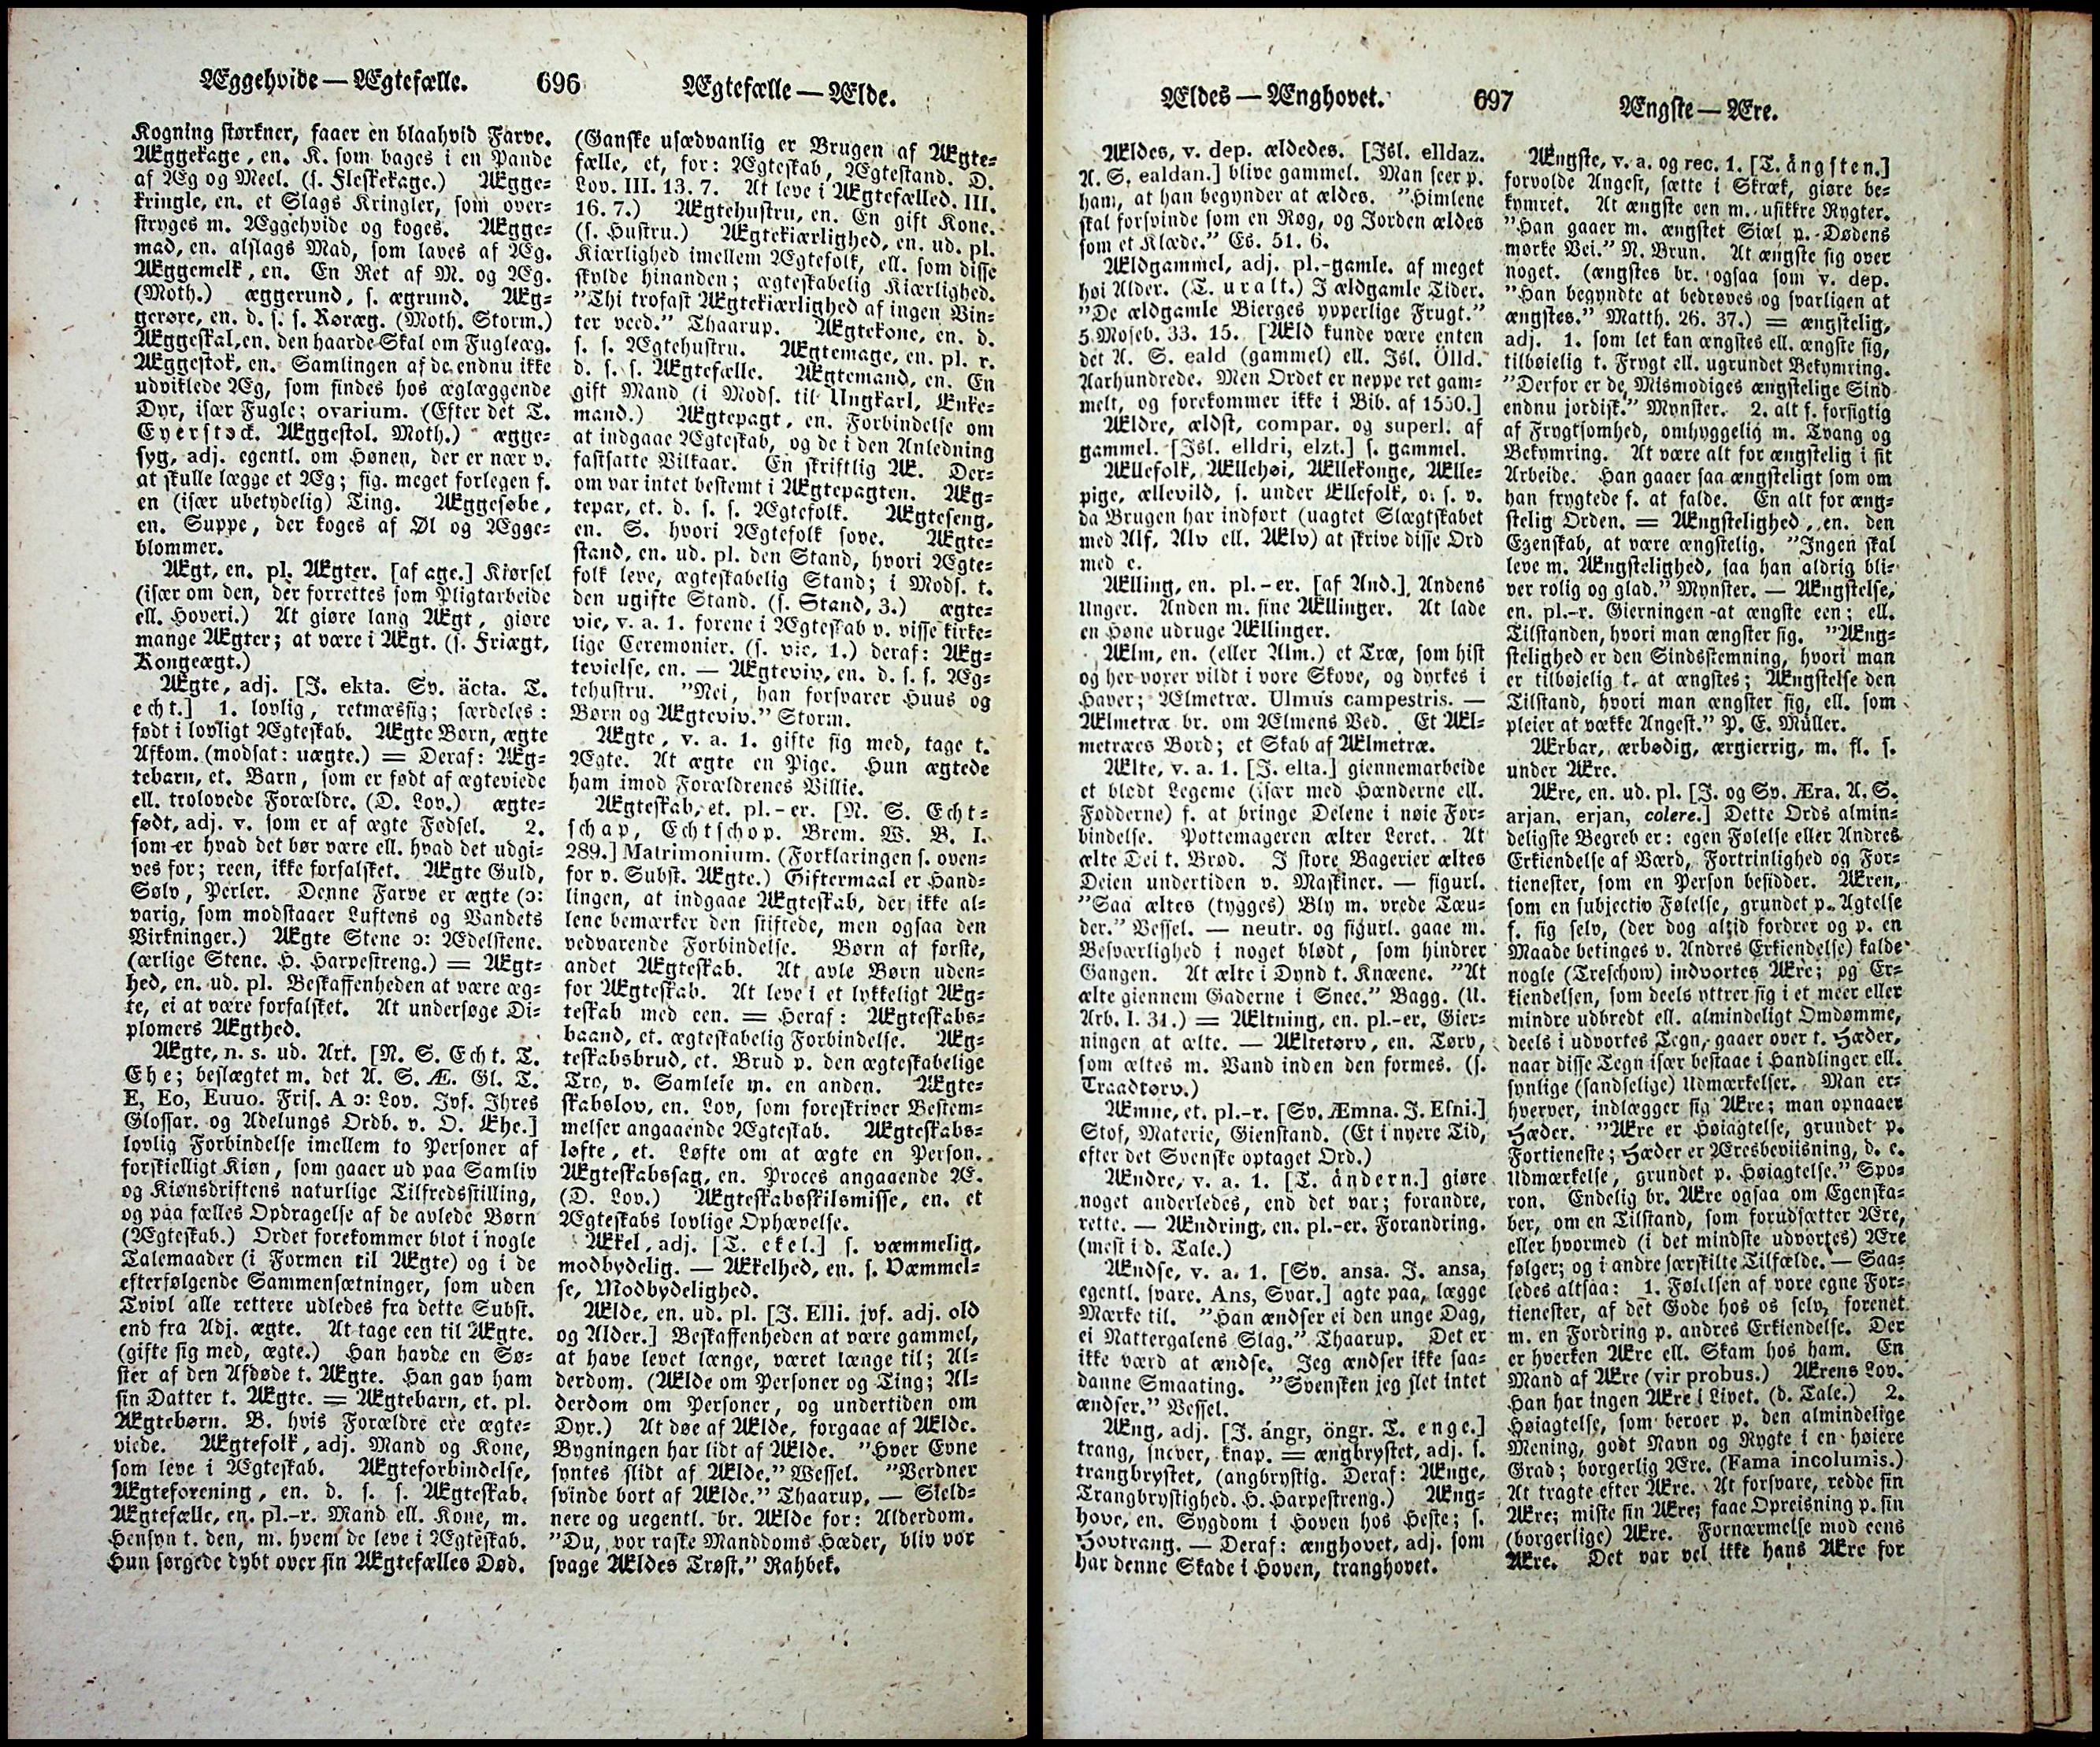 Æggehvide — Ægtefælle. 696 Ægtefælle — Ælde.
Kogning størkner, faaer en blaahvid Farve.
Æggekage, en. K. som bages i en Pande
af Æg og Meel. (s. Fleskekage.) Ægge-
kringle, en. et Slags Kringler, som over-
stryges m. Æggehvide og koges. Ægge-
mad, en. alslags Mad, som laves af Æg.
Æggemelk, en. En Ret af M. og Æg.
(Moth.) æggerund, s. ægrund. Æg-
gerøre, en. d. s. s. Røræg. (Moth. Storm.)
Æggeskal, en. den haarde Skal om Fugleæg.
Æggestok, en. Samlingen af de endnu ikke
udviklede Æg, som findes hos æglæggende
Dyr, især Fugle; ovarium. (Efter det T.
Eyerstock. Æggestol. Moth.) ægge-
syg, adj. egentl. om Hønen, der er nær v.
at skulle lægge et Æg; fig. meget forlegen f.
en (især ubetydelig) Ting. Æggesøbe,
en. Suppe, der koges af Øl og Ægge-
blommer.
Ægt, en. pl. Ægter. [af age.] Kiørsel
(især om den, der forrettes som Pligtarbeide
ell. Hoveri.) At giøre lang Ægt, giøre
mange Ægter; at være i Ægt. (s. Friægt,
Kongeægt.)
Ægte, adj. [J. ekta. Sv. äcta. T.
echt.] 1. lovlig, retmæssig; særdeles:
født i lovligt Ægteskab. Ægte Børn, ægte
Afkom. (modsat: uægte.) = Deraf: Æg-
tebarn, et. Barn, som er født af ægteviede
ell. trolovede Forældre. (D. Lov.) ægte-
født, adj. v. som er af ægte Fødsel. 2.
som er hvad det bør være ell. hvad det udgi-
ves for; reen, ikke forfalsket. Ægte Guld,
Sølv, Perler. Denne Farve er ægte (ɔ:
varig, som modstaaer Luftens og Vandets
Virkninger.) Ægte Stene ɔ: Ædelstene.
(ærlige Stene. H. Harpestreng.) = Ægt-
hed, en. ud. pl. Beskaffenheden at være æg-
te, ei at være forfalsket. At undersøge Di-
plomers Ægthed.
Ægte, n. s. ud. Art. [N. S. Echt. T.
Ehe; beslægtet m. det A. S. Æ. Gl. T.
E, Eo, Euuo. Fris. A ɔ: Lov. Jvf. Ihres
Glossar. og Adelungs Ordb. v. O. Ehe.]
lovlig Forbindelse imellem to Personer af
forskielligt Kiøn, som gaaer ud paa Samliv
og Kiønsdriftens naturlige Tilfredsstilling,
og paa fælles Opdragelse af de avlede Børn
(Ægteskab.) Ordet forekommer blot i nogle
Talemaader (i Formen til Ægte) og i de
efterfølgende Sammensætninger, som uden
Tvivl alle rettere udledes fra dette Subst.
end fra Adj. ægte. At tage een til Ægte.
(gifte sig med, ægte.) Han havde en Sø-
ster af den Afdøde t. Ægte. Han gav ham
sin Datter t. Ægte. = Ægtebarn, et. pl.
Ægtebørn. B. hvis Forældre ere ægte-
viede. Ægtefolk, adj. Mand og Kone,
som leve i Ægteskab. Ægteforbindelse,
Ægteforening, en. d. s. s. Ægteskab.
Ægtefælle, en. pl.-r. Mand ell. Kone, m.
Hensyn t. den, m. hvem de leve i Ægteskab.
Hun sørgede dybt over sin Ægtefælles Død.
(Ganske usædvanlig er Brugen af Ægte-
fælle, et, for: Ægteskab, Ægtestand. D.
Lov. III. 13. 7. At leve i Ægtefælled. III.
16. 7.) Ægtehustru, en. En gift Kone.
(s. Hustru.) Ægtekiærlighed, en. ud. pl.
Kiærlighed imellem Ægtefolk, ell. som disse
skylde hinanden; ægteskabelig Kiærlighed.
"Thi trofast Ægtekiærlighed af ingen Vin-
ter veed." Thaarup. Ægtekone, en. d.
s. s. Ægtehustru. Ægtemage, en. pl. r.
d. s. s. Ægtefælle. Ægtemand, en. En
gift Mand (i Mods. til Ungkarl, Enke-
mand.) Ægtepagt, en. Forbindelse om
at indgaae Ægteskab, og de i den Anledning
fastsatte Vilkaar. En skriftlig Æ. Der-
om var intet bestemt i Ægtepagten. Æg-
tepar, et. d. s. s. Ægtefolk. Ægteseng,
en. S. hvori Ægtefolk sove. Ægte-
stand, en. ud. pl. den Stand, hvori Ægte-
folk leve, ægteskabelig Stand; i Mods. t.
den ugifte Stand. (s. Stand, 3.) ægte-
vie, v. a. 1. forene i Ægteskab v. visse kirke-
lige Ceremonier. (s. vie, 1.) deraf: Æg-
tevielse, en. — Ægteviv, en. d. s. s. Æg-
tehustru. "Nei, han forsvarer Huus og
Børn og Ægteviv." Storm.
Ægte, v. a. 1. gifte sig med, tage t.
Ægte. At ægte en Pige. Hun ægtede
ham imod Forældrenes Villie.
Ægteskab, et. pl.-er. [N. S. Echt-
schap, Echtschop. Brem. W. B. I.
289.] Matrimonium. (Forklaringen s. oven-
for v. Subst. Ægte.) Giftermaal er Hand-
lingen, at indgaae Ægteskab, der ikke al-
lene bemærker den stiftede, men ogsaa den
vedvarende Forbindelse. Børn af første,
andet Ægteskab. At avle Børn uden-
for Ægteskab. At leve i et lykkeligt Æg-
teskab med een. = Heraf: Ægteskabs-
baand, et. ægteskabelig Forbindelse. Æg-
teskabsbrud, et. Brud p. den ægteskabelige
Tro, v. Samleie m. en anden. Ægte-
skabslov, en. Lov, som foreskriver Bestem-
melser angaaende Ægteskab. Ægteskabs-
løfte, et. Løfte om at ægte en Person.
Ægteskabssag, en. Proces angaaende Æ.
(D. Lov.) Ægteskabsskilsmisse, en. et
Ægteskabs lovlige Ophævelse.
Ækel, adj. [T. ekel.] s. væmmelig,
modbydelig. — Ækelhed, en. s. Væmmel-
se, Modbydelighed.
Ælde, en. ud. pl. [J. Elli. jvf. adj. old
og Alder.] Beskaffenheden at være gammel,
at have levet længe, været længe til; Al-
derdom. (Ælde om Personer og Ting; Al-
derdom om Personer, og undertiden om
Dyr.) At døe af Ælde, forgaae af Ælde.
Bygningen har lidt af Ælde. "Hver Evne
syntes slidt af Ælde." Wessel. "Verdner
svinde bort af Ælde." Thaarup. — Sield-
nere og uegentl. br. Ælde for: Alderdom.
"Du, vor raske Manddoms Hæder, bliv vor
svage Ældes Trøst." Rahbek.
Ældes — Ænghovet. 697 Ængste — Ære.
Ældes, v. dep. ældedes. [Isl. elldaz.
A. S. ealdan.] blive gammel. Man seer p.
ham, at han begynder at ældes. "Himlene
skal forsvinde som en Røg, og Jorden ældes
som et Klæde." Es. 51. 6.
Ældgammel, adj. pl.-gamle. af meget
høi Alder. (T. uralt.) I ældgamle Tider.
"De ældgamle Bierges ypperlige Frugt."
5 Moseb. 33. 15. [Æld kunde være enten
det A. S. eald (gammel) ell. Isl. Ölld.
Aarhundrede. Men Ordet er neppe ret gam-
melt, og forekommer ikke i Bib. af 1550.]
Ældre, ældst, compar. og superl. af
gammel. [Isl. elldri, elzt.] s. gammel.
Ællefolk, Ællehøi, Ællekonge, Ælle-
pige, ællevild, s. under Ellefolk, o. s. v.
da Brugen har indført (uagtet Slægtskabet
med Alf, Alv ell. Ælv) at skrive disse Ord
med e.
Ælling, en. pl.-er. [af And.] Andens
Unger. Anden m. sine Ællinger. At lade
en Høne udruge Ællinger.
Ælm, en. (eller Alm.) et Træ, som hist
og her voxer vildt i vore Skove, og dyrkes i
Haver; Ælmetræ. Ulmus campestris. —
Ælmetræ br. om Ælmens Ved. Et Æl-
metræes Bord; et Skab af Ælmetræ.
Ælte, v. a. 1. [J. elta.] giennemarbeide
et blødt Legeme (især med Hænderne ell.
Fødderne) f. at bringe Delene i nøie For-
bindelse. Pottemageren ælter Leret. At
ælte Dei t. Brød. I store Bagerier æltes
Deien undertiden v. Maskiner. — figurl.
"Saa æltes (tygges) Bly m. vrede Tæn-
der." Wessel. — neutr. og figurl. gaae m.
Besværlighed i noget blødt, som hindrer
Gangen. At ælte i Dynd t. Knæene. "At
ælte giennem Gaderne i Snee." Bagg. (U.
Arb. I. 31.) = Æltning, en. pl.-er. Gier-
ningen at ælte. — Æltetørv, en. Tørv,
som æltes m. Vand inden den formes. (s.
Traadtørv.)
Æmne, et. pl.-r. [Sv. Æmna. J. Efni.]
Stof, Materie, Gienstand. (Et i nyere Tid,
efter det Svenske optaget Ord.)
Ændre, v. a. 1. [T. ändern.] giøre
noget anderledes, end det var; forandre,
rette. — Ændring, en. pl.-er. Forandring.
(mest i d. Tale.)
Ændse, v. a. 1. [Sv. ansa. J. ansa,
egentl. svare. Ans, Svar.] agte paa, lægge
Mærke til. "Han ændser ei den unge Dag,
ei Nattergalens Slag." Thaarup. Det er
ikke værd at ændse. Jeg ændser ikke saa-
danne Smaating. "Svensken jeg slet intet
ændser." Wessel.
Æng, adj. [J. ángr, öngr. T. enge.]
trang, snever, knap. = ængbrystet, adj. s.
trangbrystet, (angbrystig. Deraf: Ænge,
Trangbrystighed. H. Harpestreng.) Æng-
hove, en. Sygdom i Hoven hos Heste; s.
Hovtrang. — Deraf: ænghovet, adj. som
har denne Skade i Hoven, tranghovet.
Ængste, v. a. og rec. 1. [T. ängsten.]
forvolde Angest, sætte i Skræk, giøre be-
kymret. At ængste een m. usikkre Rygter.
"Han gaaer m. ængstet Siæl p. Dødens
mørke Vei." N. Brun. At ængste sig over
noget. (ængstes br. ogsaa som v. dep.
"Han begyndte at bedrøves og svarligen at
ængstes." Matth. 26. 37.) = ængstelig,
adj. 1. som let kan ængstes ell. ængste sig,
tilbøielig t. Frygt ell. ugrundet Bekymring.
"Derfor er de Mismodiges ængstelige Sind
endnu jordisk." Mynster. 2. alt f. forsigtig
af Frygtsomhed, omhyggelig m. Tvang og
Bekymring. At være alt for ængstelig i sit
Arbeide. Han gaaer saa ængsteligt som om
han frygtede f. at falde. En alt for æng-
stelig Orden. = Ængstelighed, en. den
Egenskab, at være ængstelig. "Ingen skal
leve m. Ængstelighed, saa han aldrig bli-
ver rolig og glad." Mynster. — Ængstelse,
en. pl.-r. Gierningen at ængste een; ell.
Tilstanden, hvori man ængster sig. "Æng-
stelighed er den Sindsstemning, hvori man
er tilbøielig t. at ængstes; Ængstelse den
Tilstand, hvori man ængster sig, ell. som
pleier at vække Angest." P. E. Müller.
Ærbar, ærbødig, ærgierrig, m. fl. s.
under Ære.
Ære, en. ud. pl. [J. og Sv. Æra. A. S.
arjan, erjan, colere.] Dette Ords almin-
deligste Begreb er: egen Følelse eller Andres
Erkiendelse af Værd, Fortrinlighed og For-
tienester, som en Person besidder. Æren,
som en subjectiv Følelse, grundet p. Agtelse
f. sig selv, (der dog altid fordrer og p. en
Maade betinges v. Andres Erkiendelse) kalde
nogle (Treschow) indvortes Ære; og Er-
kiendelsen, som deels yttrer sig i et meer eller
mindre udbredt ell. almindeligt Omdømme,
deels i udvortes Tegn, gaaer over t. Hæder,
naar disse Tegn især bestaae i Handlinger ell.
synlige (sandselige) Udmærkelser. Man er-
hverver, indlægger sig Ære; man opnaaer
Hæder. "Ære er Høiagtelse, grundet p.
Fortieneste; Hæder er Æresbeviisning, d. e.
Udmærkelse, grundet p. Høiagtelse." Spo-
ron. Endelig br. Ære ogsaa om Egenska-
ber, om en Tilstand, som forudsætter Ære,
eller hvormed (i det mindste udvortes) Ære
følger; og i andre særskilte Tilfælde. — Saa-
ledes altsaa: 1. Følelsen af vore egne For-
tienester, af det Gode hos os selv, forenet
m. en Fordring p. andres Erkiendelse. Der
er hverken Ære ell. Skam hos ham. En
Mand af Ære (vir probus.) Ærens Lov.
Han har ingen Ære i Livet. (d. Tale.) 2.
Høiagtelse, som beroer p. den almindelige
Mening, godt Navn og Rygte i en høiere
Grad; borgerlig Ære. (Fama incolumis.)
At tragte efter Ære. At forsvare, redde sin
Ære; miste sin Ære; faae Opreisning p. sin
(borgerlige) Ære. Fornærmelse mod eens
Ære. Det var vel ikke hans Ære for